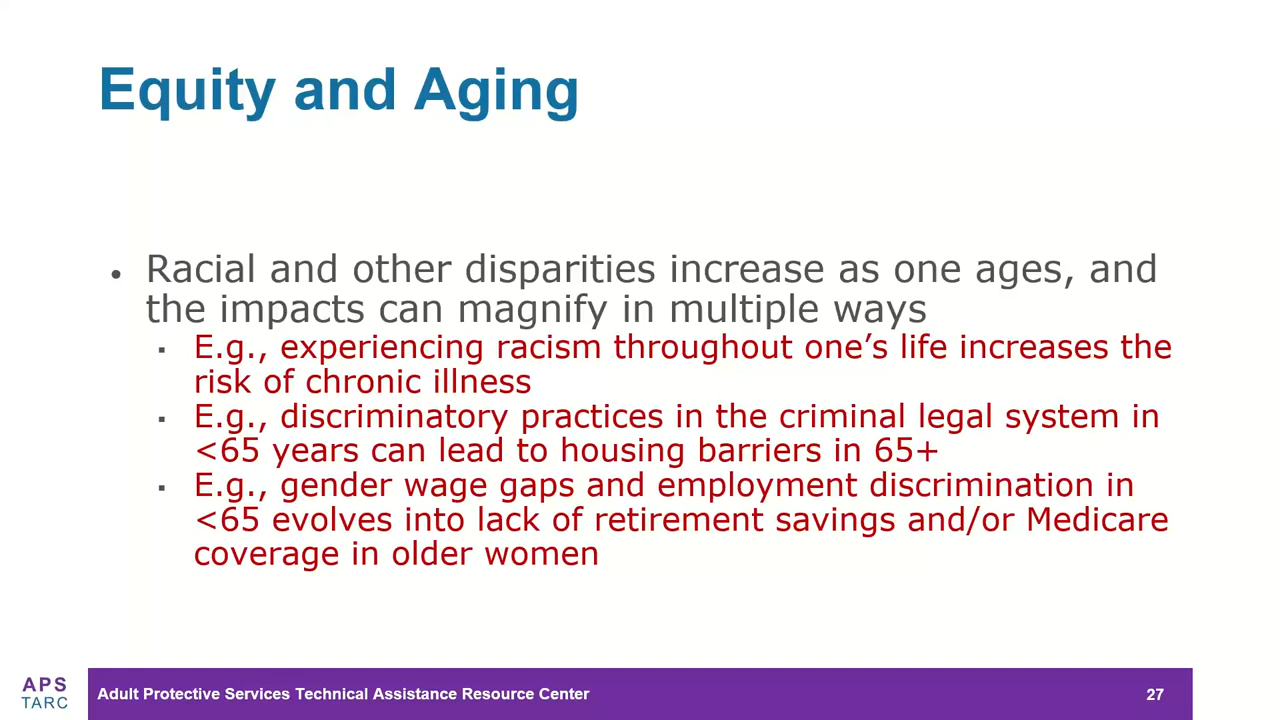 Equity and Aging
• Racial and other disparities increase as one ages, and
the impacts can magnify in multiple ways
▪ E.g., experiencing racism throughout one’s life increases the
risk of chronic illness
▪ E.g., discriminatory practices in the criminal legal system in
<65 years can lead to housing barriers in 65+
▪ E.g., gender wage gaps and employment discrimination in
<65 evolves into lack of retirement savings and/or Medicare
coverage in older women
APS
TARC
Adult Protective Services Technical Assistance Resource Center
27